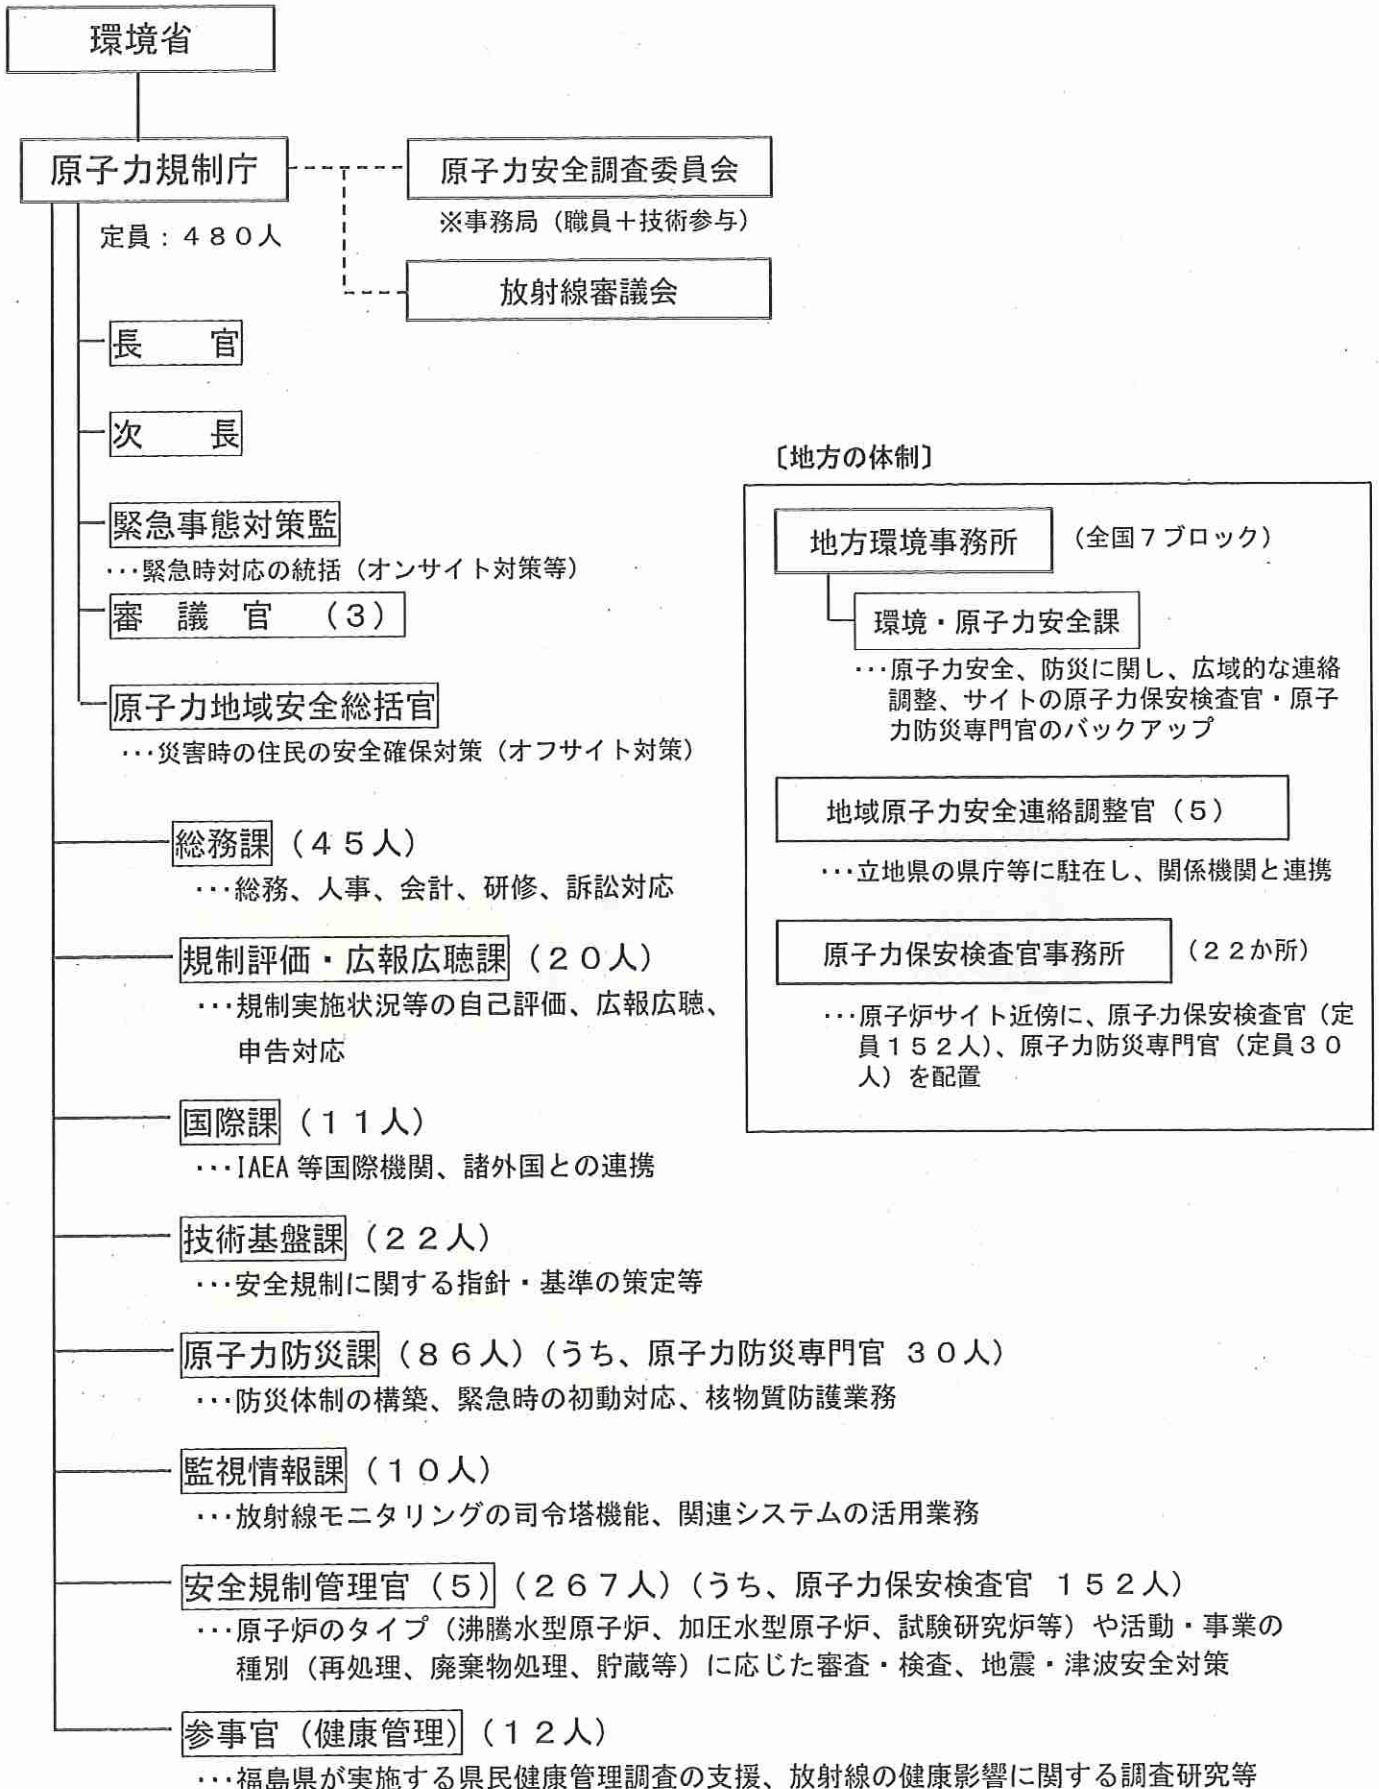 環境省
原子力規制庁
定員：４８０人
原子力安全調査委員会
※事務局（職員＋技術参与）
放射線審議会
長　　官
次　　長
緊急事態対策監
･･･緊急時対応の統括（オンサイト対策等）
審　議　官　（３）
原子力地域安全総括官
･･･災害時の住民の安全確保対策（オフサイト対策）
総務課（４５人）
･･･総務、人事、会計、研修、訴訟対応
規制評価・広報広聴課（２０人）
･･･規制実施状況等の自己評価、広報広聴、
申告対応
国際課（１１人）
･･･IAEA 等国際機関、諸外国との連携
技術基盤課（２２人）
･･･安全規制に関する指針・基準の策定等
原子力防災課（８６人）（うち、原子力防災専門官 ３０人）
･･･防災体制の構築、緊急時の初動対応、核物質防護業務
監視情報課（１０人）
･･･放射線モニタリングの司令塔機能、関連システムの活用業務
安全規制管理官（５）（２６７人）（うち、原子力保安検査官 １５２人）
･･･原子炉のタイプ（沸騰水型原子炉、加圧水型原子炉、試験研究炉等）や活動・事業の
種別（再処理、廃棄物処理、貯蔵等）に応じた審査・検査、地震・津波安全対策
参事官（健康管理）（１２人）
･･･福島県が実施する県民健康管理調査の支援、放射線の健康影響に関する調査研究等
〔地方の体制〕
地方環境事務所　（全国７ブロック）
環境・原子力安全課
･･･原子力安全、防災に関し、広域的な連絡
調整、サイトの原子力保安検査官・原子
力防災専門官のバックアップ
地域原子力安全連絡調整官（５）
･･･立地県の県庁等に駐在し、関係機関と連携
原子力保安検査官事務所　（２２か所）
･･･原子炉サイト近傍に、原子力保安検査官（定
員１５２人）、原子力防災専門官（定員３０
人）を配置